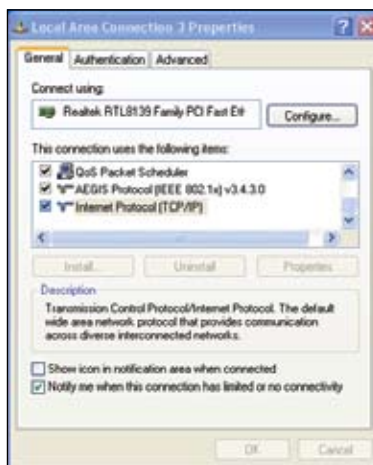 Local Area Connection 3 Properties
General Authentication Advanced
Connect using:
Realtek RTL8139 Family PCI Fast Eth
Configure...
This connection uses the following items:
QoS Packet Scheduler
AEGIS Protocol (IEEE 802.1x) v3.4.3.0
Internet Protocol (TCP/IP)
Install... Uninstall Properties
Description
Transmission Control Protocol/Internet Protocol. The default
wide area network protocol that provides communication
across diverse interconnected networks.
Show icon in notification area when connected
Notify me when this connection has limited or no connectivity
OK Cancel